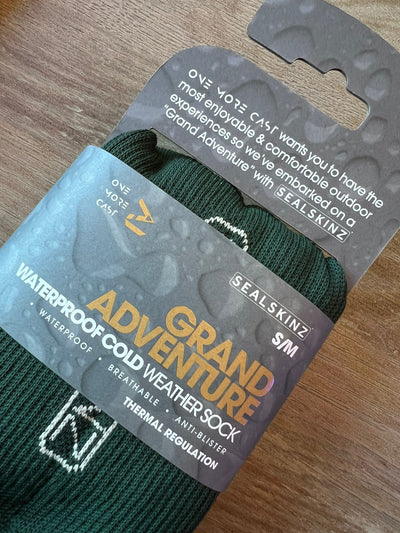 ONE MORE CAST wants you to have the
most enjoyable & comfortable outdoor
experiences so we've embarked on a
"Grand Adventure" with SEALSKINZ
ONE
MORE
CAST
SEALSKINZ
S/M
GRAND
ADVENTURE
WATERPROOF COLD WEATHER SOCK
• WATERPROOF • BREATHABLE • ANTI-BLISTER
THERMAL REGULATION